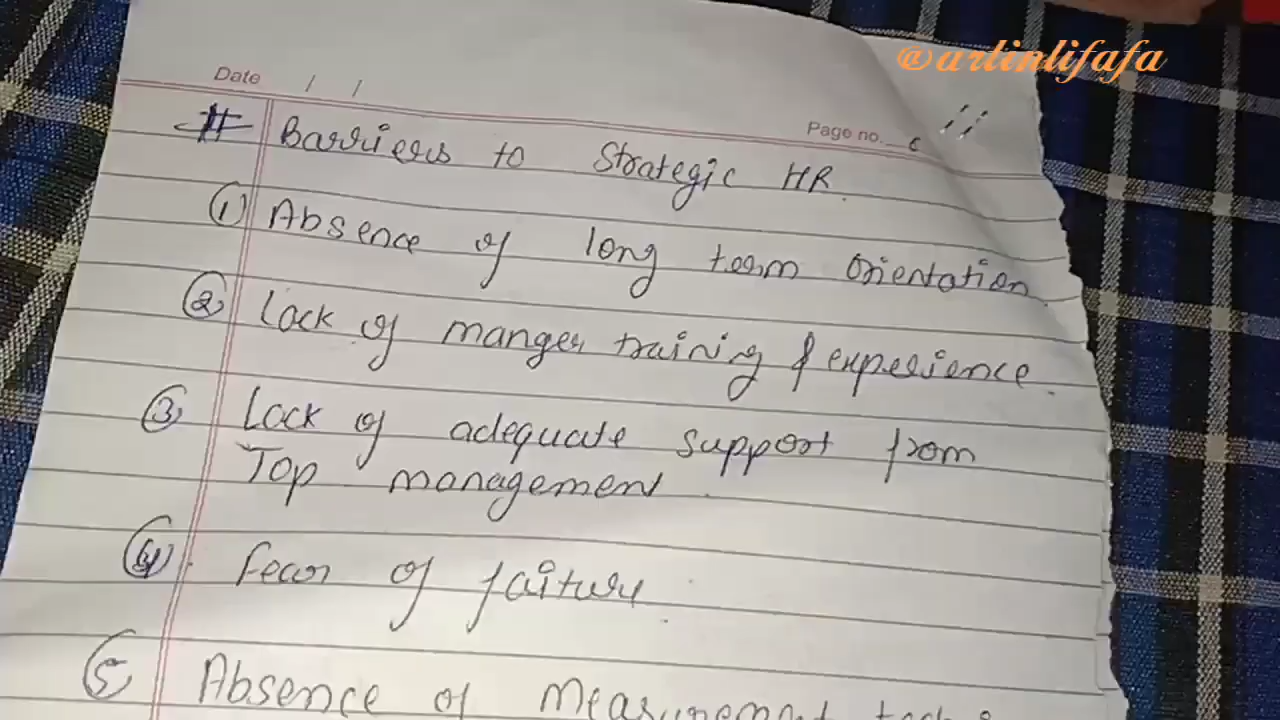 @artinlifafa
Date / /
Page no.
# Barriers to Strategic HR.
① Absence of long term Orientation.
② Lack of manger training & experience.
③ Lack of adequate support from
Top management.
④ Fear of failure.
⑤ Absence of measurement